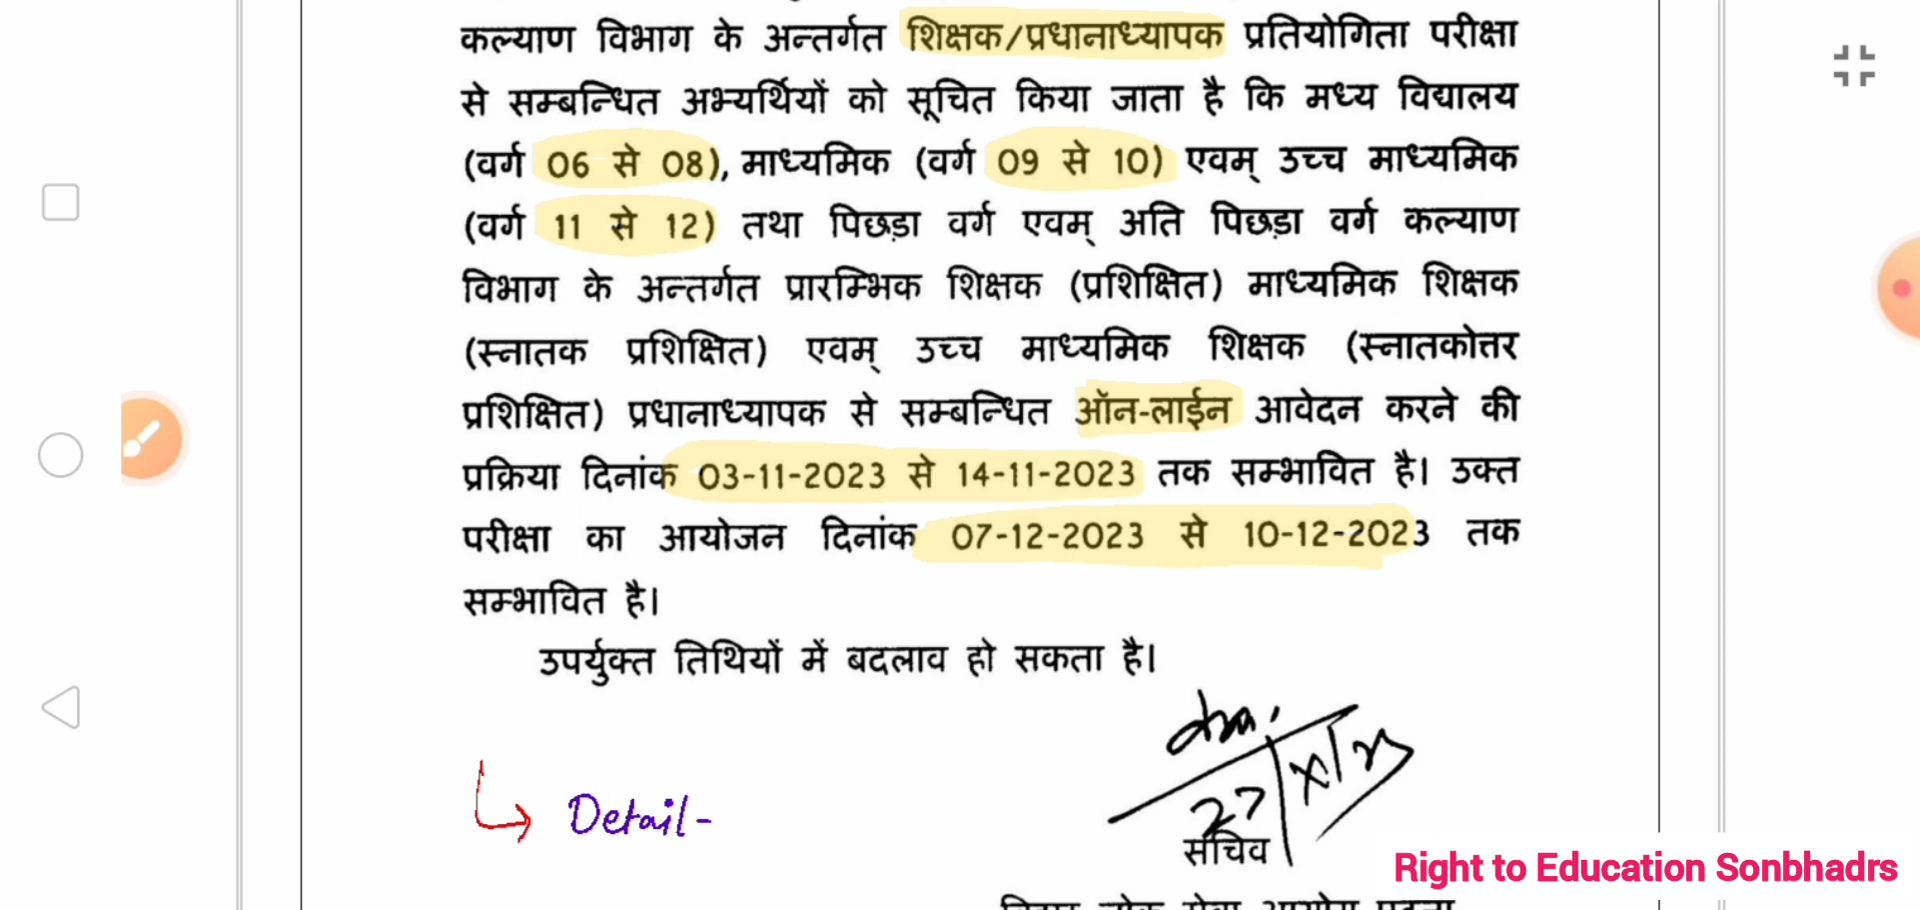 कल्याण विभाग के अन्तर्गत शिक्षक/प्रधानाध्यापक प्रतियोगिता परीक्षा
से सम्बन्धित अभ्यर्थियों को सूचित किया जाता है कि मध्य विद्यालय
(वर्ग 06 से 08), माध्यमिक (वर्ग 09 से 10) एवम् उच्च माध्यमिक
(वर्ग 11 से 12) तथा पिछड़ा वर्ग एवम् अति पिछड़ा वर्ग कल्याण
विभाग के अन्तर्गत प्रारम्भिक शिक्षक (प्रशिक्षित) माध्यमिक शिक्षक
(स्नातक प्रशिक्षित) एवम् उच्च माध्यमिक शिक्षक (स्नातकोत्तर
प्रशिक्षित) प्रधानाध्यापक से सम्बन्धित ऑन-लाईन आवेदन करने की
प्रक्रिया दिनांक 03-11-2023 से 14-11-2023 तक सम्भावित है। उक्त
परीक्षा का आयोजन दिनांक 07-12-2023 से 10-12-2023 तक
सम्भावित है।
उपर्युक्त तिथियों में बदलाव हो सकता है।
Detail-
27/X/
सचिव
Right to Education Sonbhadrs